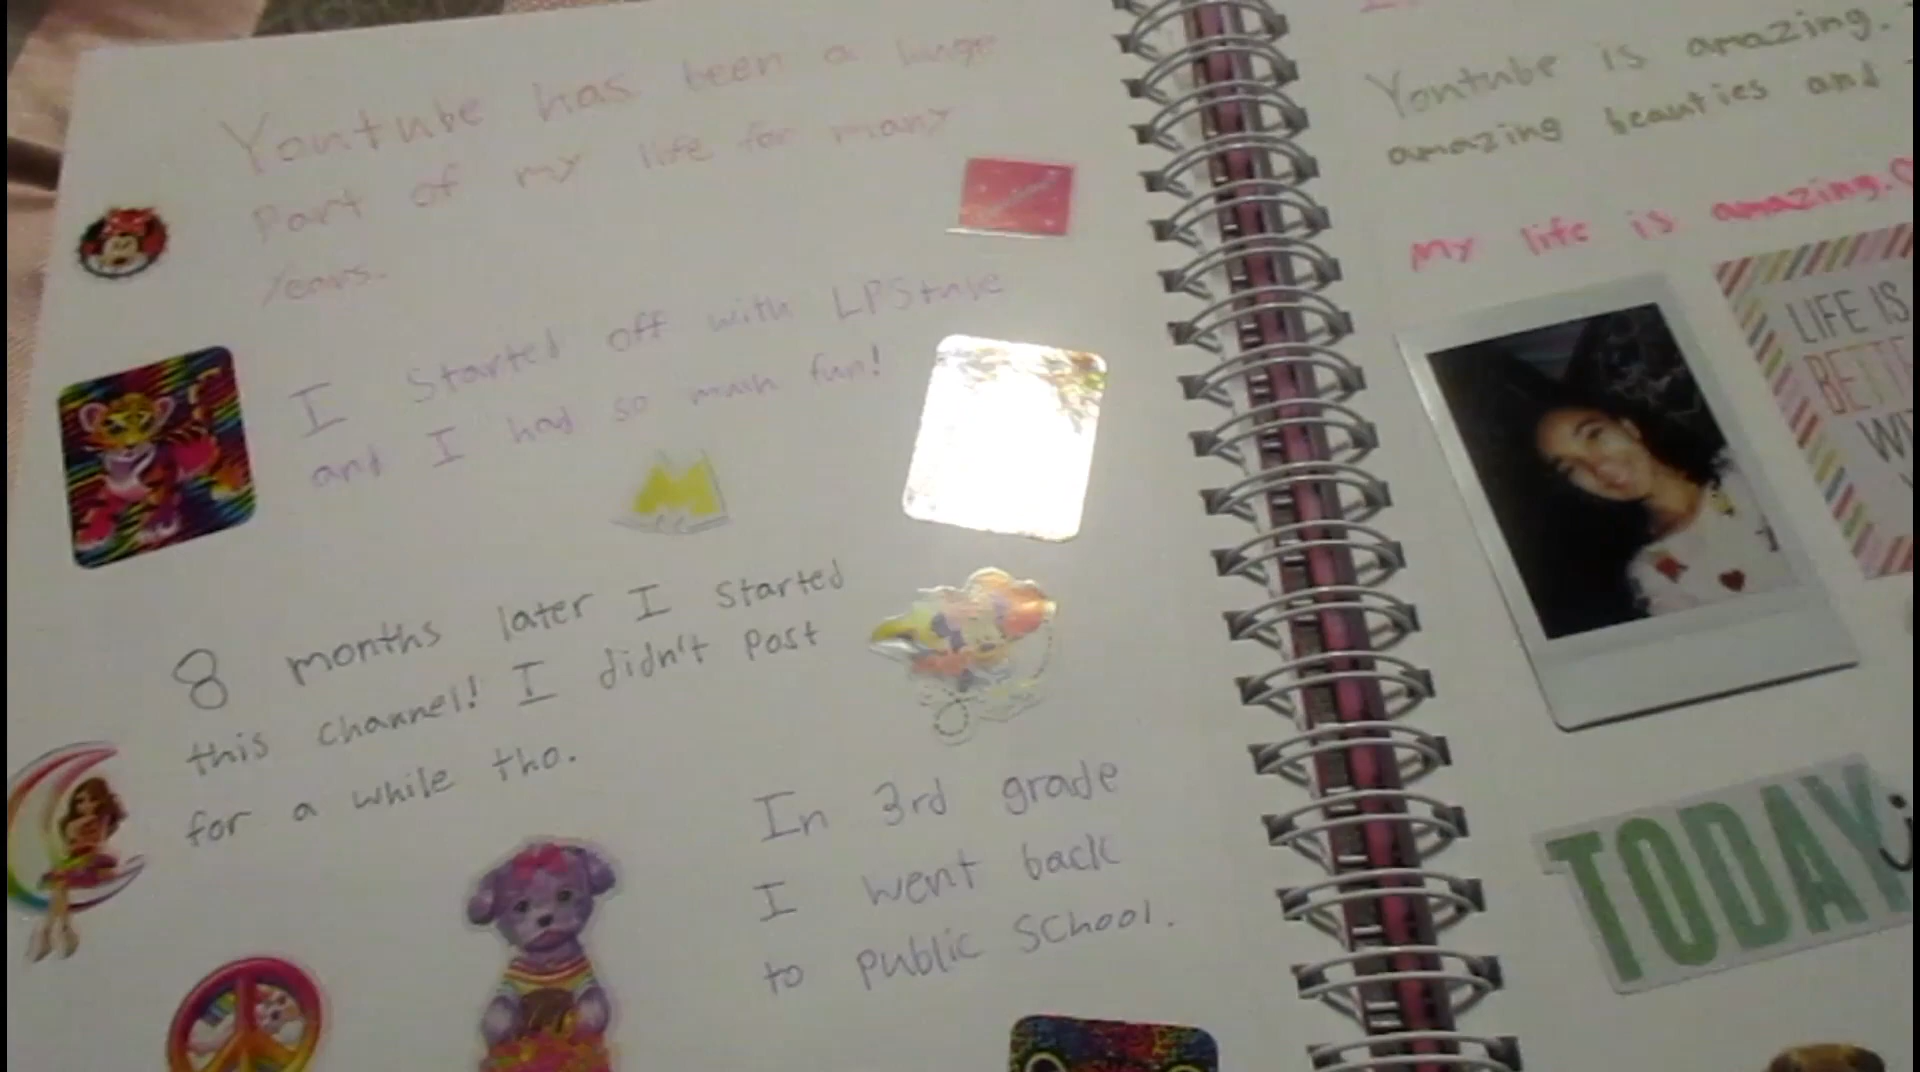 Youtube has been a huge
part of my life for many
years.
I started off with LPStube
and I had so much fun!
8 months later I started
this channel! I didn't post
for a while tho.
In 3rd grade
I went back
to public school.
Youtube is amazing.
amazing beauties and
My life is amazing.
LIFE IS
TODAY